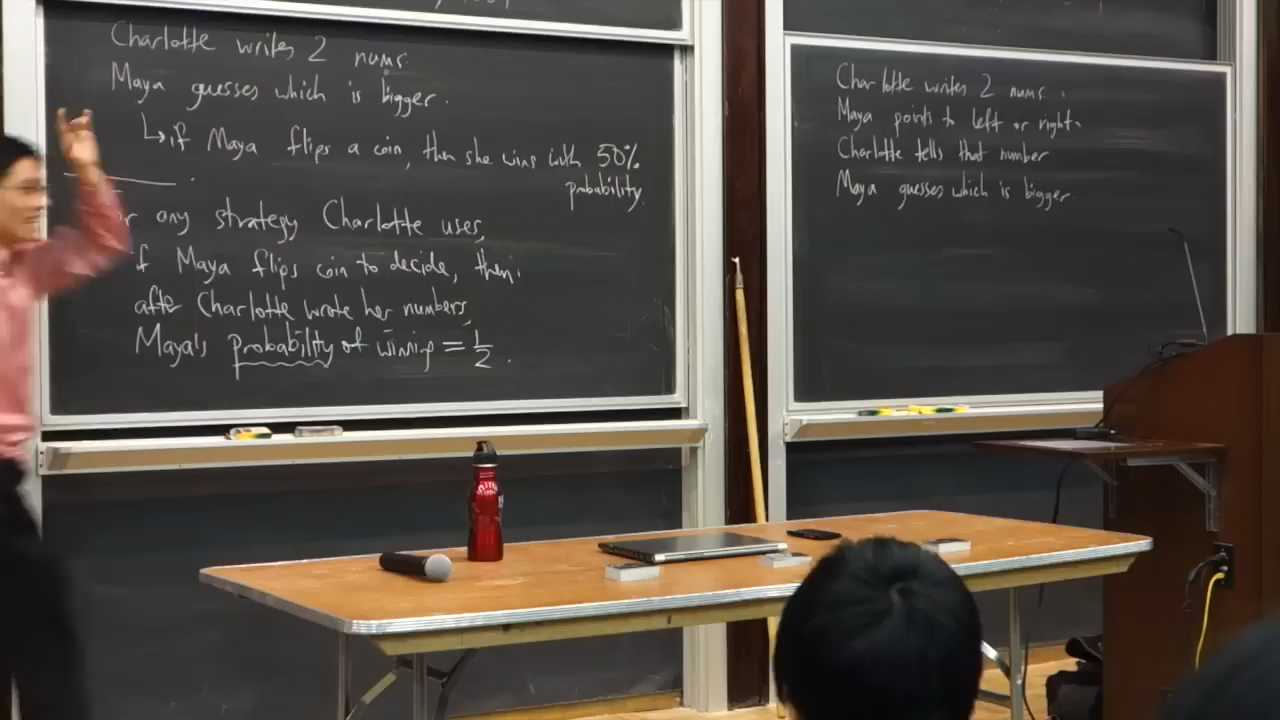 Charlotte writes 2 nums.
Maya guesses which is bigger.
↳ if Maya flips a coin, then she wins with 50%
probability.
any strategy Charlotte uses,
if Maya flips coin to decide, then
after Charlotte wrote her numbers,
Maya's probability of winning = 1/2.
Charlotte writes 2 nums.
Maya points to left or right.
Charlotte tells that number
Maya guesses which is bigger.